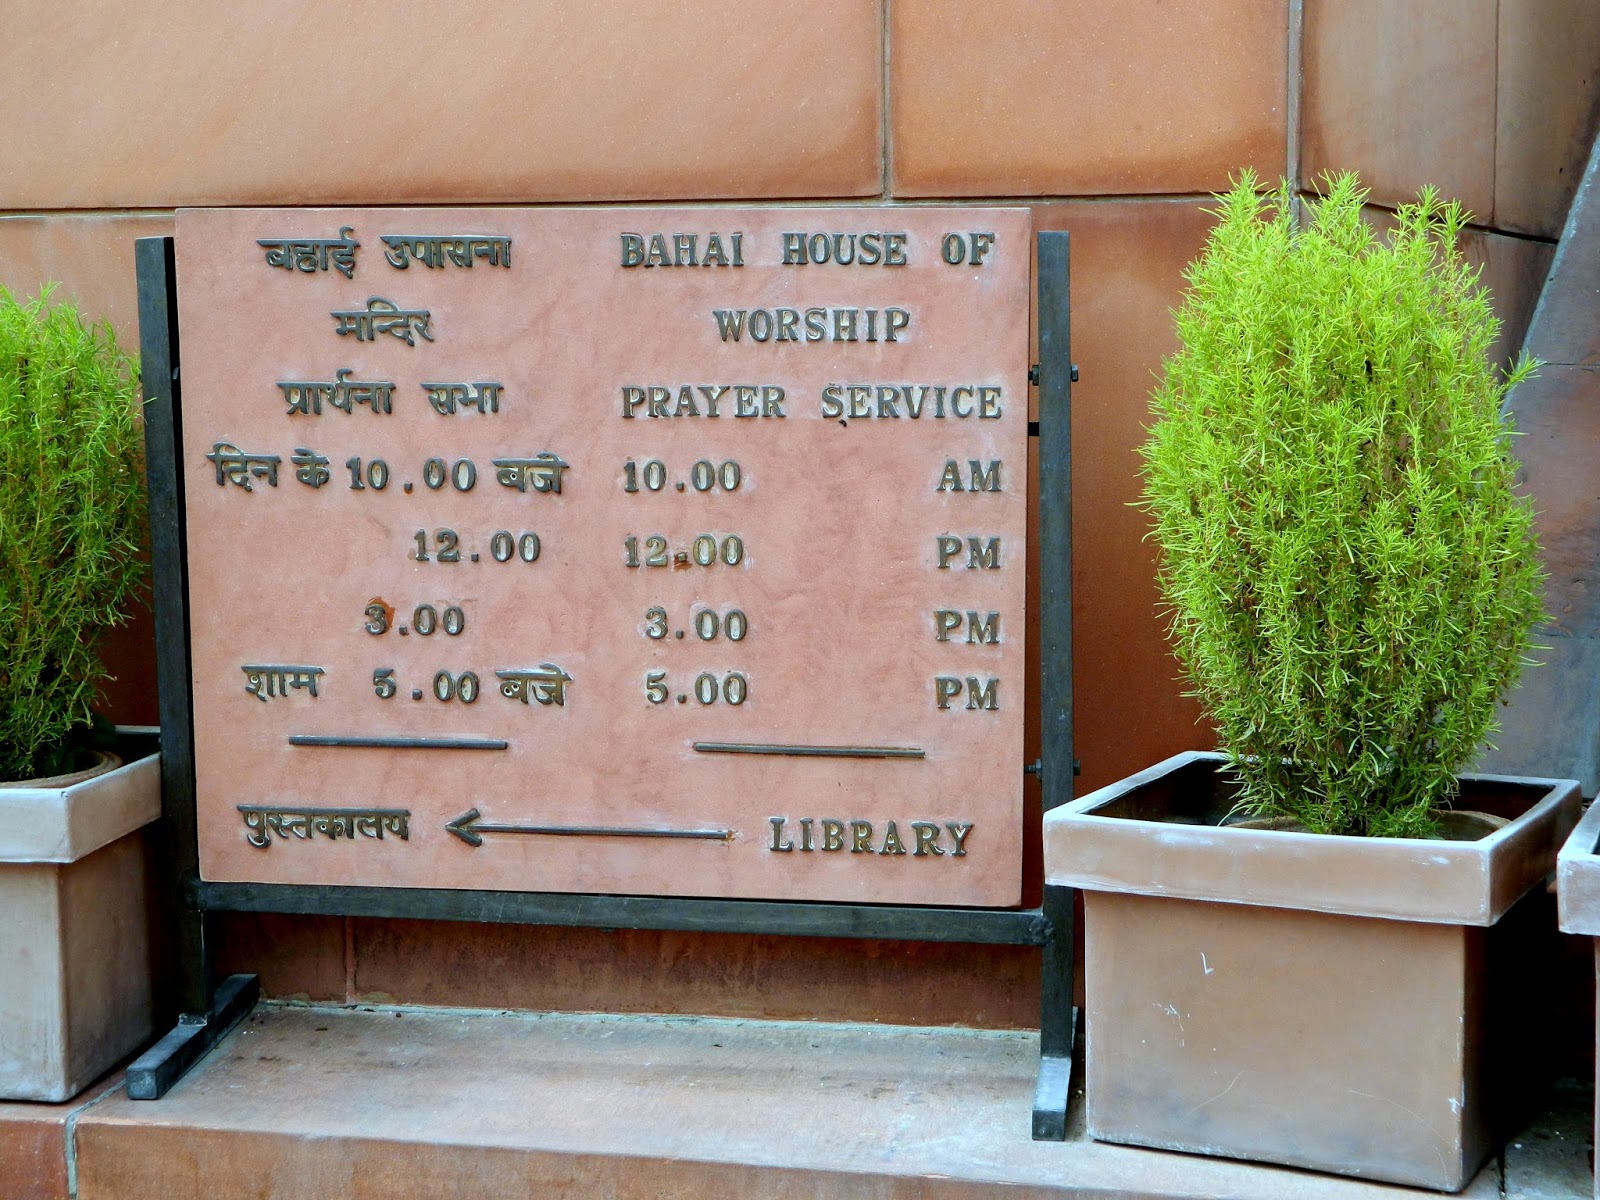 बहाई उपासना BAHAI HOUSE OF
मन्दिर WORSHIP
प्रार्थना सभा PRAYER SERVICE
दिन के 10.00 बजे 10.00 AM
12.00 12.00 PM
3.00 3.00 PM
शाम 5.00 बजे 5.00 PM
पुस्तकालय LIBRARY